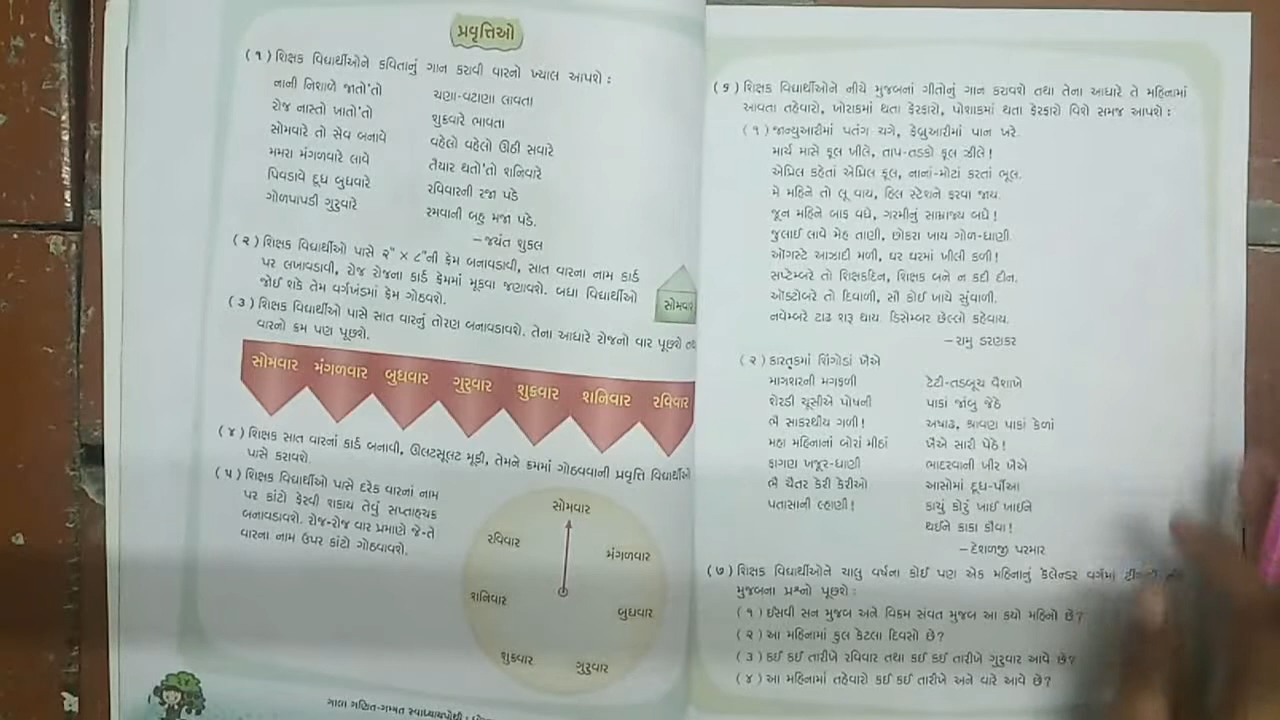 પ્રવૃત્તિઓ
(૧) શિક્ષક વિદ્યાર્થીઓને કવિતાનું ગાન કરાવી વારનો ખ્યાલ આપશે :
નાની નિશાળે જાતો'તો
રોજ નાસ્તો ખાતો'તો
સોમવારે તો સેવ બનાવે
મમરા મંગળવારે લાવે
પિવડાવે દૂધ બુધવારે
ગોળપાપડી ગુરુવારે
ચણા-વટાણા લાવતા
શુક્રવારે ભાવતા
વહેલો વહેલો ઊઠી સવારે
તૈયાર થતો'તો શનિવારે
રવિવારની રજા પડે
રમવાની બહુ મજા પડે.
–જયંત શુક્લ
(૨) શિક્ષક વિદ્યાર્થીઓ પાસે ૨" × ૮"ની ફ્રેમ બનાવડાવી, સાત વારના નામ કાર્ડ
પર લખાવડાવી, રોજ રોજના કાર્ડ ફ્રેમમાં મૂકવા જણાવશે. બધા વિદ્યાર્થીઓ
જોઈ શકે તેમ વર્ગખંડમાં ફ્રેમ ગોઠવશે.
સોમવાર
(૩) શિક્ષક વિદ્યાર્થીઓ પાસે સાત વારનું તોરણ બનાવડાવશે. તેના આધારે રોજનો વાર પૂછશે
વારનો ક્રમ પણ પૂછશે.
સોમવાર મંગળવાર બુધવાર ગુરુવાર શુક્રવાર શનિવાર રવિવાર
(૪) શિક્ષક સાત વારનાં કાર્ડ બનાવી, ઊલટસૂલટ મૂકી, તેમને ક્રમમાં ગોઠવવાની પ્રવૃત્તિ વિદ્યાર્થીઓ
પાસે કરાવશે.
(૫) શિક્ષક વિદ્યાર્થીઓ પાસે દરેક વારનાં નામ
પર કાંટો ફેરવી શકાય તેવું સપ્તાહચક્ર
બનાવડાવશે. રોજ-રોજ વાર પ્રમાણે જે-તે
વારના નામ ઉપર કાંટો ગોઠવાવશે.
સોમવાર
મંગળવાર
બુધવાર
ગુરુવાર
શુક્રવાર
શનિવાર
રવિવાર
ગાલા ગણિત-ગમ્મત સ્વાધ્યાયપોથી :
(૬) શિક્ષક વિદ્યાર્થીઓને નીચે મુજબનાં ગીતોનું ગાન કરાવશે તથા તેના આધારે તે મહિનામાં
આવતા તહેવારો, ખોરાકમાં થતા ફેરફારો, પોશાકમાં થતા ફેરફારો વિશે સમજ આપશે :
(૧) જાન્યુઆરીમાં પતંગ ચગે, ફેબ્રુઆરીમાં પાન ખરે.
માર્ચ માસે ફૂલ ખીલે, તાપ-તડકો ફૂલ ઝીલે!
એપ્રિલ કહેતાં એપ્રિલ ફૂલ, નાનાં-મોટાં કરતાં ભૂલ.
મે મહિને તો લૂ વાય, હિલ સ્ટેશને ફરવા જાય.
જૂન મહિને બાફ વધે, ગરમીનું સામ્રાજ્ય બધે!
જુલાઈ લાવે મેહ તાણી, છોકરા ખાય ગોળ-ધાણી.
ઑગસ્ટે આઝાદી મળી, ઘર ઘરમાં ખીલી કળી!
સપ્ટેમ્બરે તો શિક્ષકદિન, શિક્ષક બને ન કદી દીન.
ઑક્ટોબરે તો દિવાળી, સૌ કોઈ ખાયે સુંવાળી.
નવેમ્બરે ટાઢ શરૂ થાય. ડિસેમ્બર છેલ્લો કહેવાય.
–રામુ ડરણકર
(૨) કારતૂકમાં શિંગોડાં ખૈએ
માગશરની મગફળી
શેરડી ચૂસીએ પોષની
ભૈ સાકરથીય ગળી!
મહા મહિનાનાં બોરાં મીઠાં
ફાગણ ખજૂર-ધાણી
ભૈ ચૈતર કેરી કેરીઓ
પતાસાની લ્હાણી!
ટેટી-તડબૂચ વૈશાખે
પાકાં જાંબુ જેઠે
અષાઢ, શ્રાવણ પાકાં કેળાં
ખૈએ સારી પેઠે!
ભાદરવાની ખીર ખૈએ
આસોમાં દૂધ-પૌંઆ
કાચું કોરું ખાઈ ખાઈને
થઈને કાકા કૌવા!
–દેશળજી પરમાર
(૭) શિક્ષક વિદ્યાર્થીઓને ચાલુ વર્ષના કોઈ પણ એક મહિનાનું કૅલેન્ડર વર્ગમાં
મુજબના પ્રશ્નો પૂછશે :
(૧) ઈસવી સન મુજબ અને વિક્રમ સંવત મુજબ આ કયો મહિનો છે?
(૨) આ મહિનામાં કુલ કેટલા દિવસો છે?
(૩) કઈ કઈ તારીખે રવિવાર તથા કઈ કઈ તારીખે ગુરુવાર આવે છે?
(૪) આ મહિનામાં તહેવારો કઈ કઈ તારીખે અને વારે આવે છે?